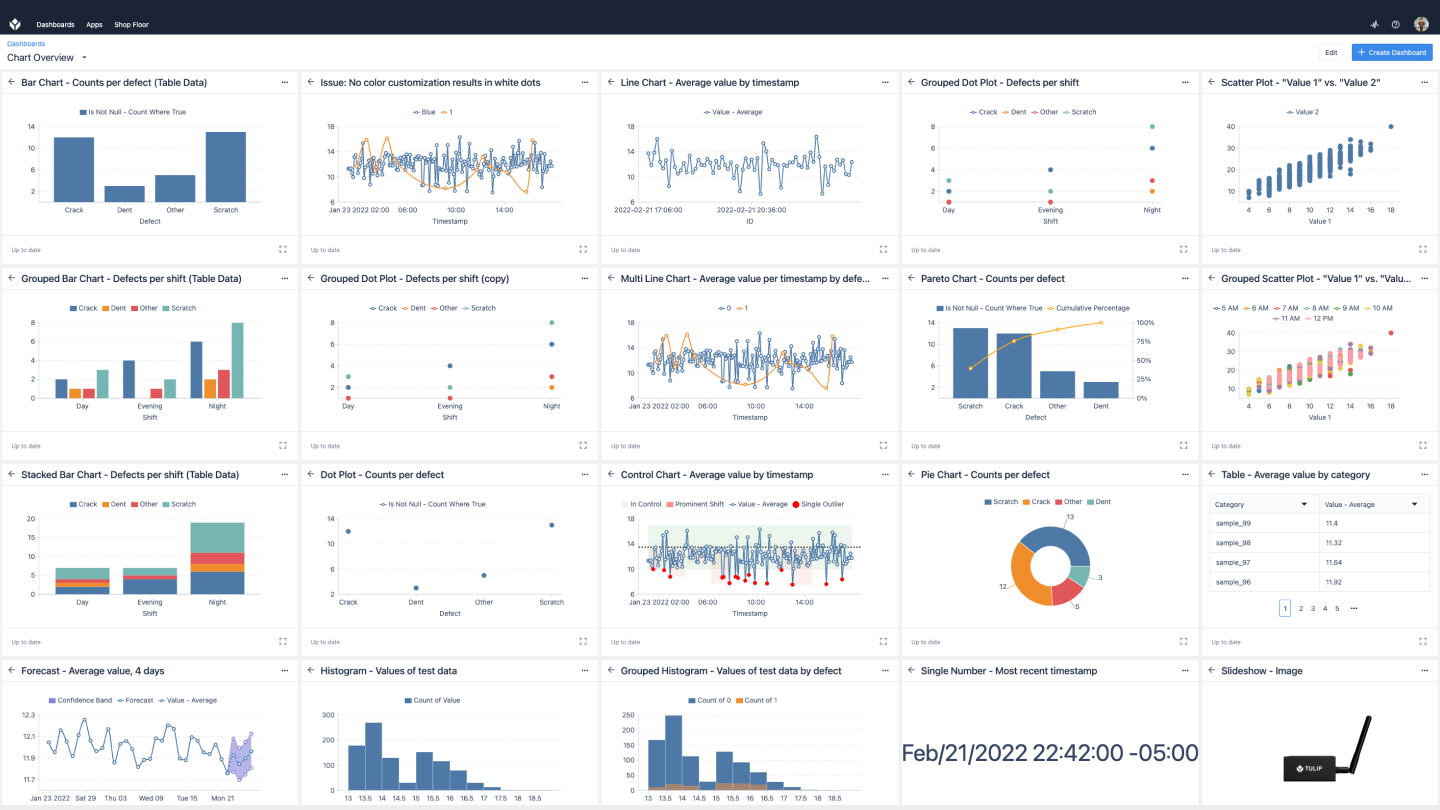 Dashboards Apps Shop Floor
Dashboards
Chart Overview
Edit
+ Create Dashboard
Bar Chart - Counts per defect (Table Data)
Is Not Null - Count Where True
14
10
6
2
Crack Dent Other Scratch
Defect
Up to date
Issue: No color customization results in white dots
Blue 1
18
14
10
6
Jan 23 2022 02:00 06:00 10:00 14:00
Timestamp
Up to date
Line Chart - Average value by timestamp
Value - Average
18
14
10
6
2022-02-21 17:06:00 2022-02-21 20:36:00
ID
Up to date
Grouped Dot Plot - Defects per shift
Crack Dent Other Scratch
8
6
4
2
Day Evening Night
Shift
Up to date
Scatter Plot - "Value 1" vs. "Value 2"
Value 2
40
30
20
10
4 6 8 10 12 14 16 18
Value 1
Up to date
Grouped Bar Chart - Defects per shift (Table Data)
Crack Dent Other Scratch
8
6
4
2
0
Day Evening Night
Shift
Up to date
Grouped Dot Plot - Defects per shift (copy)
Crack Dent Other Scratch
8
6
4
2
Day Evening Night
Shift
Up to date
Multi Line Chart - Average value per timestamp by defe...
0 1
18
14
10
6
Jan 23 2022 02:00 06:00 10:00 14:00
Timestamp
Up to date
Pareto Chart - Counts per defect
Is Not Null - Count Where True Cumulative Percentage
14 100%
10 75%
6 50%
2 25%
0%
Scratch Crack Other Dent
Defect
Up to date
Grouped Scatter Plot - "Value 1" vs. "Valu...
5 AM 6 AM 7 AM 8 AM 9 AM 10 AM
11 AM 12 PM
40
30
20
10
4 6 8 10 12 14 16 18
Value 1
Up to date
Stacked Bar Chart - Defects per shift (Table Data)
Crack Dent Other Scratch
20
15
10
5
0
Day Evening Night
Shift
Up to date
Dot Plot - Counts per defect
Is Not Null - Count Where True
14
10
6
2
Crack Dent Other Scratch
Defect
Up to date
Control Chart - Average value by timestamp
In Control Prominent Shift Value - Average Single Outlier
18
14
10
6
Jan 23 2022 02:00 06:00 10:00 14:00
Timestamp
Up to date
Pie Chart - Counts per defect
Scratch Crack Other Dent
13
12
3
5
Up to date
Table - Average value by category
Category Value - Average
sample_99 11.4
sample_98 11.32
sample_97 11.64
sample_96 11.92
1 2 3 4 5 •••
Up to date
Forecast - Average value, 4 days
Confidence Band Forecast Value - Average
12.3
12.1
11.9
11.7
Jan 23 2022 Sat 29 Thu 03 Wed 09 Tue 15 Mon 21
Histogram - Values of test data
Count of Value
300
200
100
0
13 13.5 14 14.5 15 15.5 16 16.5 17 17.5 18 18.5
Grouped Histogram - Values of test data by defect
Count of 0 Count of 1
250
200
150
100
50
0
13 13.5 14 14.5 15 15.5 16 16.5 17 17.5 18 18.5
Single Number - Most recent timestamp
Feb/21/2022 22:42:00 -05:00
Slideshow - Image
TULIP